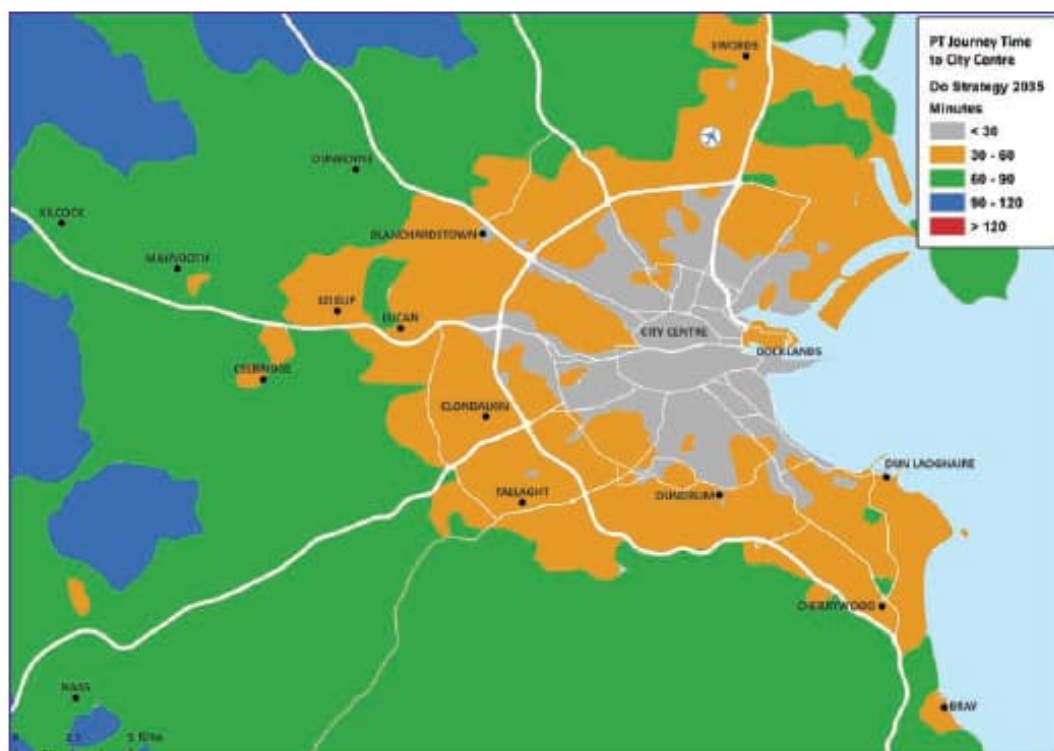 PT Journey Time
to City Centre
Do Strategy 2035
Minutes
< 30
30 - 60
60 - 90
90 - 120
> 120
SWORDS
DUNBOYNE
KILCOCK
BLANCHARDSTOWN
MAYNOOTH
LEIXLIP
LUCAN
CITY CENTRE
DOCKLANDS
CELBRIDGE
CLONDALKIN
DUN LAOGHAIRE
TALLAGHT
DUNDRUM
CHERRYWOOD
NAAS
BRAY